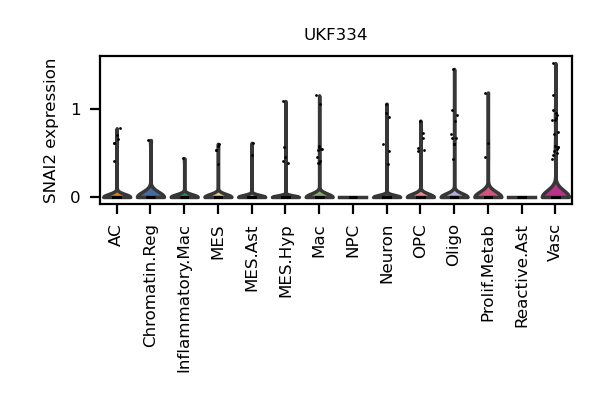 UKF334
SNAI2 expression
1
0
AC
Chromatin.Reg
Inflammatory.Mac
MES
MES.Ast
MES.Hyp
Mac
NPC
Neuron
OPC
Oligo
Prolif.Metab
Reactive.Ast
Vasc